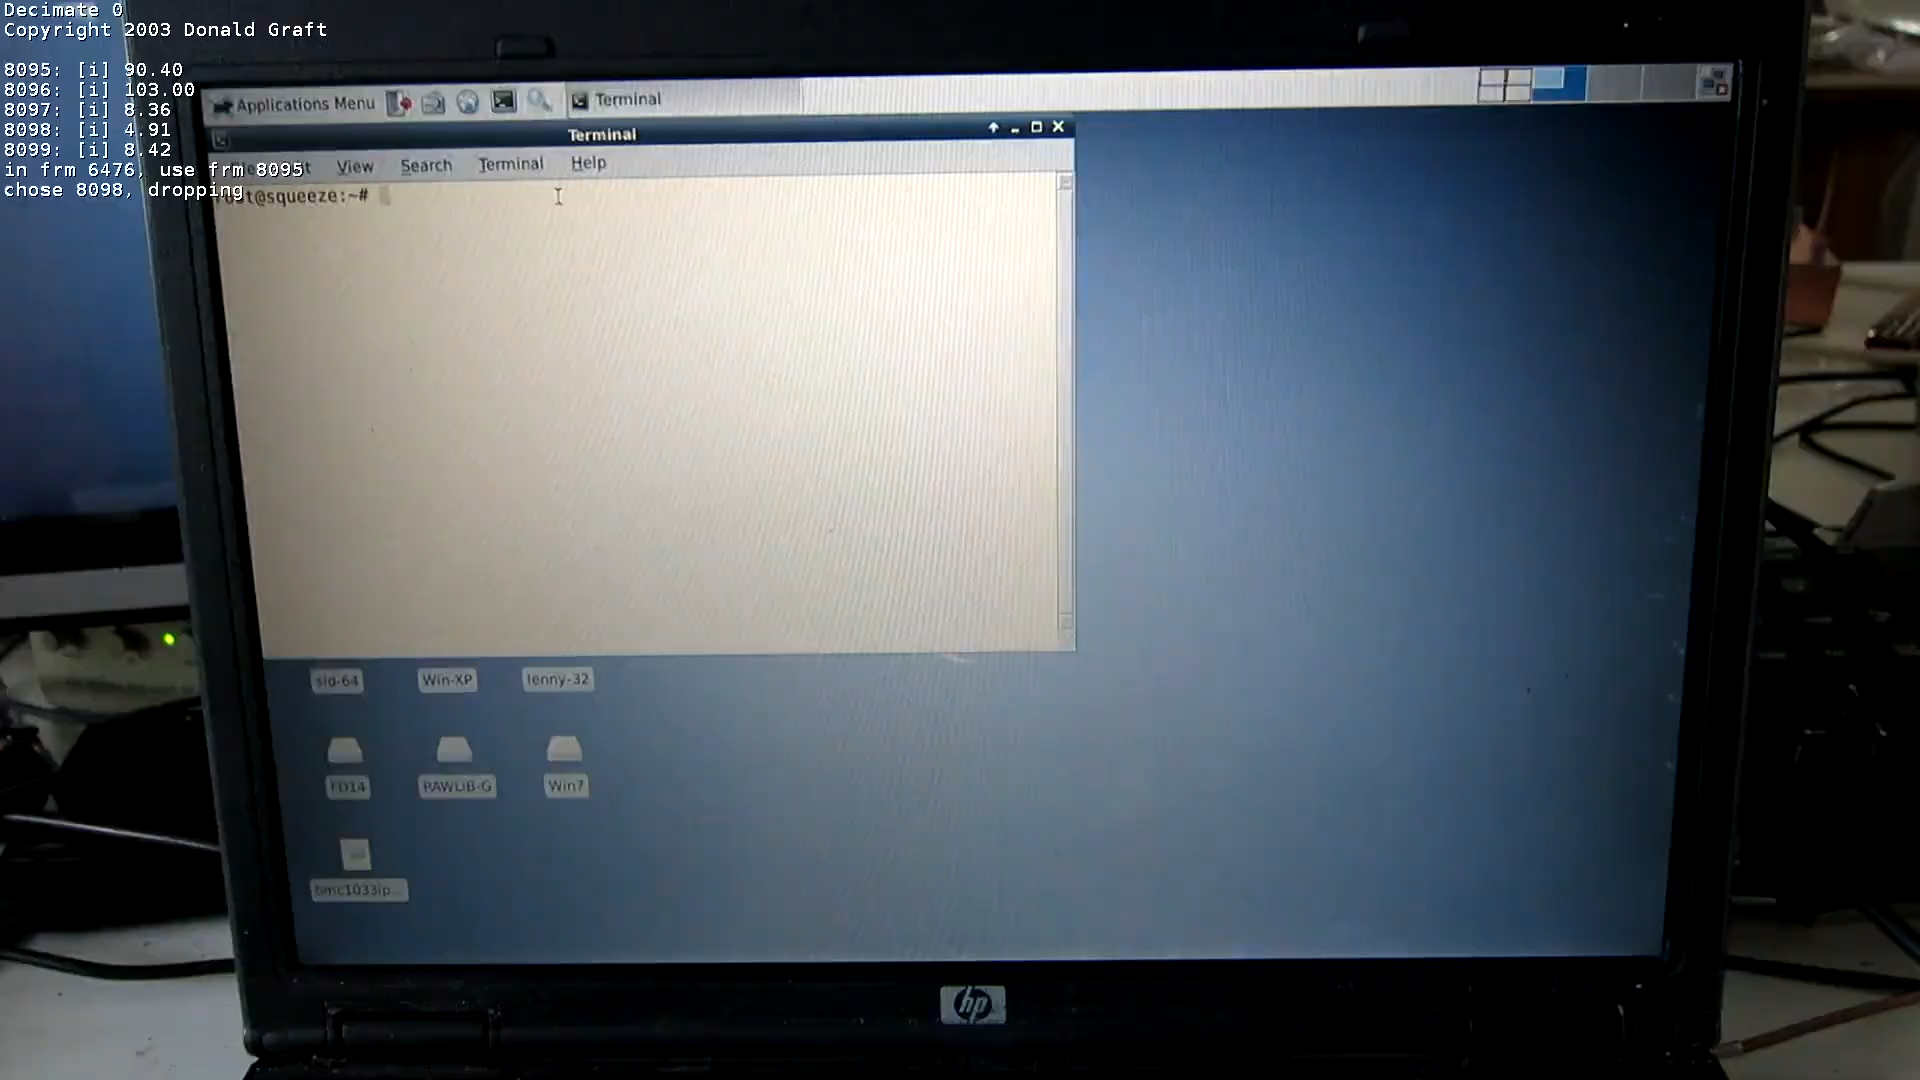 Decimate 0
Copyright 2003 Donald Graft
8095: [i] 90.40
8096: [i] 103.00
8097: [i] 8.36
8098: [i] 4.91
8099: [i] 8.42
in frm 6476, use frm 8095
chose 8098, dropping
Applications Menu
Terminal
Terminal
View Search Terminal Help
@squeeze:~#
sid-64 Win-XP lenny-32
FD14 RAWLIB-G Win7
bmc1033ip...
hp